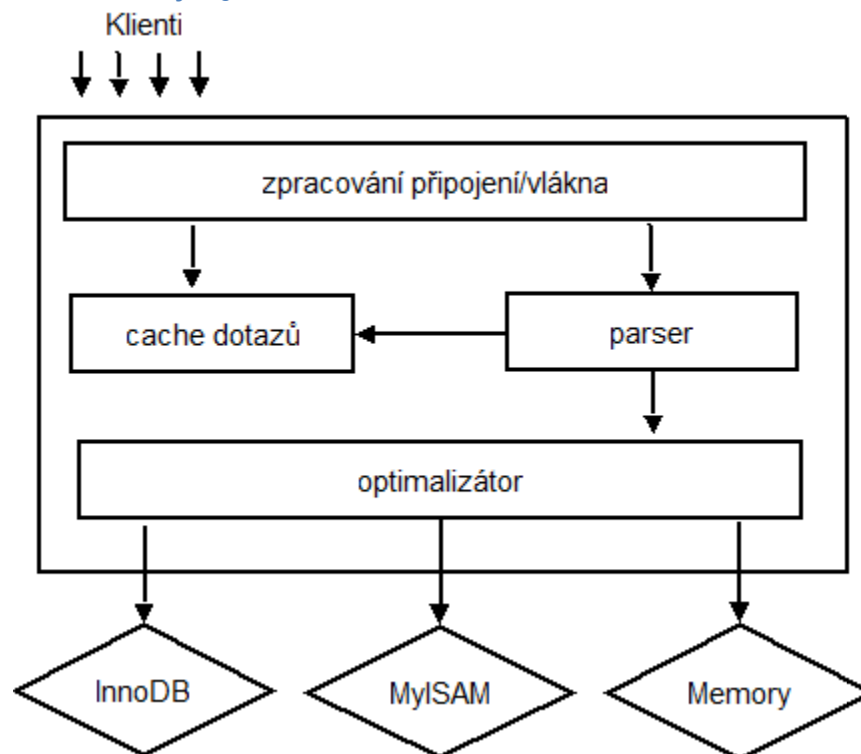 Klienti
zpracování připojení/vlákna
cache dotazů
parser
optimalizátor
InnoDB
MyISAM
Memory